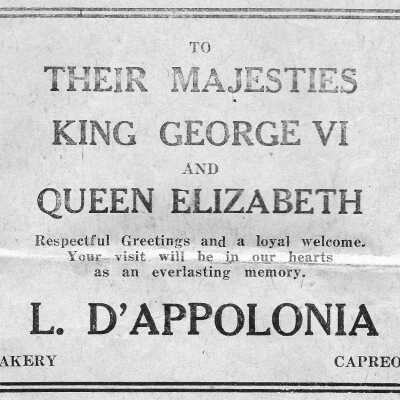 TO
THEIR MAJESTIES
KING GEORGE VI
AND
QUEEN ELIZABETH
Respectful Greetings and a loyal welcome.
Your visit will be in our hearts
as an everlasting memory.
L. D'APPOLONIA
AKERY CAPREO